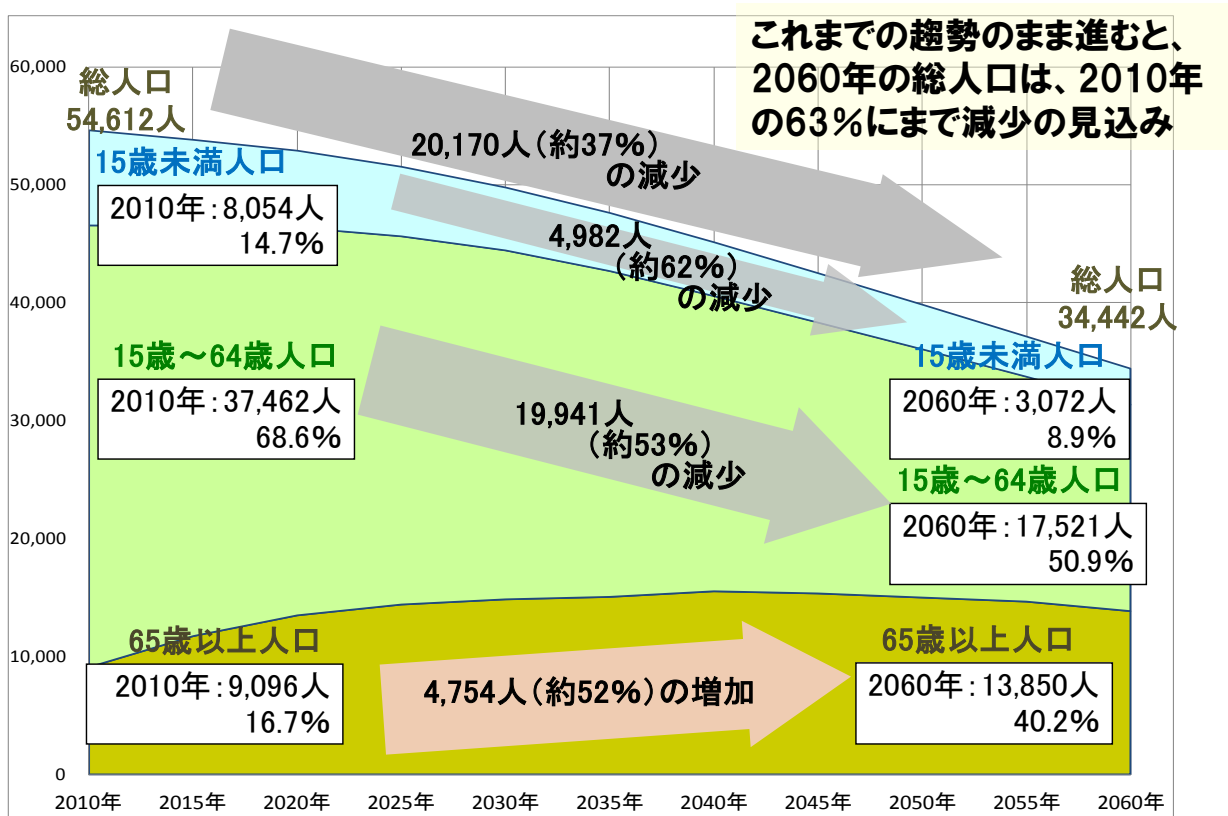 これまでの趨勢のまま進むと、
2060年の総人口は、2010年
の63%にまで減少の見込み
60,000
50,000
40,000
30,000
20,000
10,000
0
総人口
54,612人
20,170人(約37%)
の減少
15歳未満人口
2010年:8,054人
14.7%
4,982人
(約62%)
の減少
総人口
34,442人
15歳~64歳人口
2010年:37,462人
68.6%
19,941人
(約53%)
の減少
15歳未満人口
2060年:3,072人
8.9%
15歳~64歳人口
2060年:17,521人
50.9%
65歳以上人口
2010年:9,096人
16.7%
4,754人(約52%)の増加
65歳以上人口
2060年:13,850人
40.2%
2010年 2015年 2020年 2025年 2030年 2035年 2040年 2045年 2050年 2055年 2060年